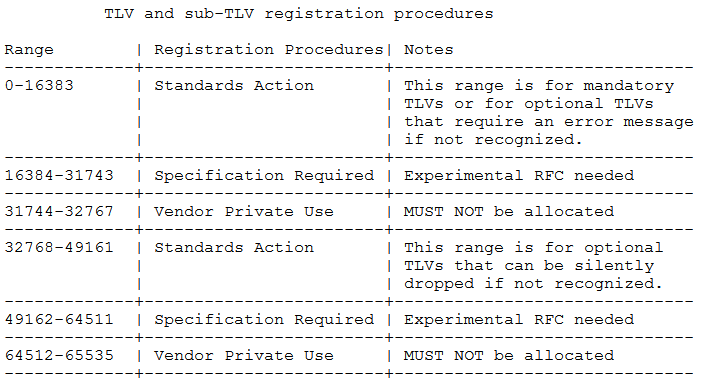 TLV and sub-TLV registration procedures
Range | Registration Procedures| Notes
-------------+------------------------+------------------------------
0-16383 | Standards Action | This range is for mandatory
| | TLVs or for optional TLVs
| | that require an error message
| | if not recognized.
-------------+------------------------+------------------------------
16384-31743 | Specification Required | Experimental RFC needed
-------------+------------------------+------------------------------
31744-32767 | Vendor Private Use | MUST NOT be allocated
-------------+------------------------+------------------------------
32768-49161 | Standards Action | This range is for optional
| | TLVs that can be silently
| | dropped if not recognized.
-------------+------------------------+------------------------------
49162-64511 | Specification Required | Experimental RFC needed
-------------+------------------------+------------------------------
64512-65535 | Vendor Private Use | MUST NOT be allocated
-------------+------------------------+------------------------------